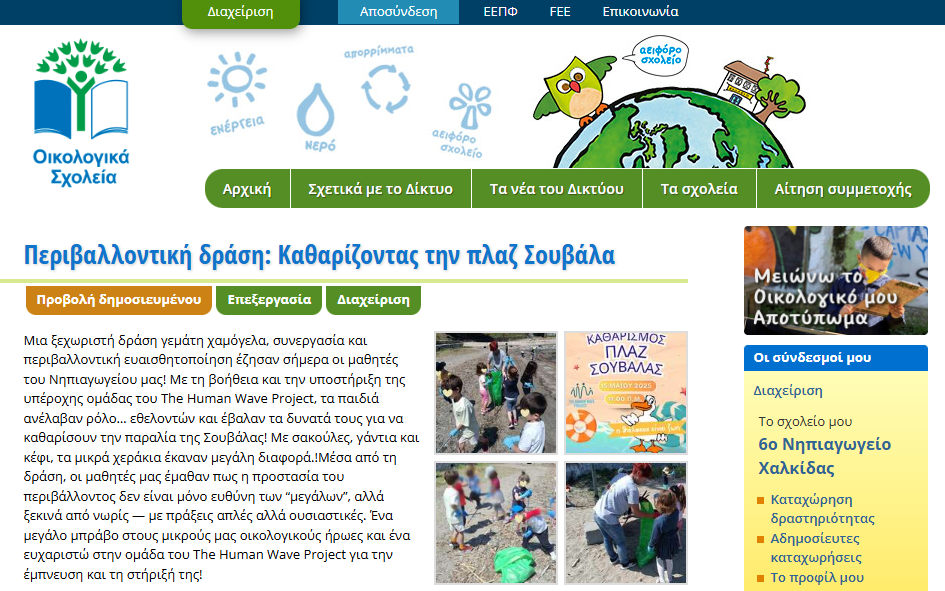 Διαχείριση
Αποσύνδεση ΕΕΠΦ FEE Επικοινωνία
Οικολογικά
Σχολεία
ενέργεια
νερό
απορρίμματα
αειφόρο
σχολείο
αειφόρο
σχολείο
Αρχική Σχετικά με το Δίκτυο Τα νέα του Δικτύου Τα σχολεία Αίτηση συμμετοχής
Περιβαλλοντική δράση: Καθαρίζοντας την πλαζ Σουβάλα
Προβολή δημοσιευμένου Επεξεργασία Διαχείριση
Μια ξεχωριστή δράση γεμάτη χαμόγελα, συνεργασία και
περιβαλλοντική ευαισθητοποίηση έζησαν σήμερα οι μαθητές
του Νηπιαγωγείου μας! Με τη βοήθεια και την υποστήριξη της
υπέροχης ομάδας του The Human Wave Project, τα παιδιά
ανέλαβαν ρόλο… εθελοντών και έβαλαν τα δυνατά τους για να
καθαρίσουν την παραλία της Σουβάλας! Με σακούλες, γάντια και
κέφι, τα μικρά χεράκια έκαναν μεγάλη διαφορά.!Μέσα από τη
δράση, οι μαθητές μας έμαθαν πως η προστασία του
περιβάλλοντος δεν είναι μόνο ευθύνη των “μεγάλων”, αλλά
ξεκινά από νωρίς — με πράξεις απλές αλλά ουσιαστικές. Ένα
μεγάλο μπράβο στους μικρούς μας οικολογικούς ήρωες και ένα
ευχαριστώ στην ομάδα του The Human Wave Project για την
έμπνευση και τη στήριξή της!
ΚΑΘΑΡΙΣΜΟΣ
ΠΛΑΖ
ΣΟΥΒΑΛΑΣ
15 ΜΑΪΟΥ 2025
11:00 Π.Μ.
Μειώνω το
Οικολογικό μου
Αποτύπωμα
Οι σύνδεσμοί μου
Διαχείριση
Το σχολείο μου
6ο Νηπιαγωγείο
Χαλκίδας
Καταχώρηση
δραστηριότητας
Αδημοσίευτες
καταχωρήσεις
Το προφίλ μου